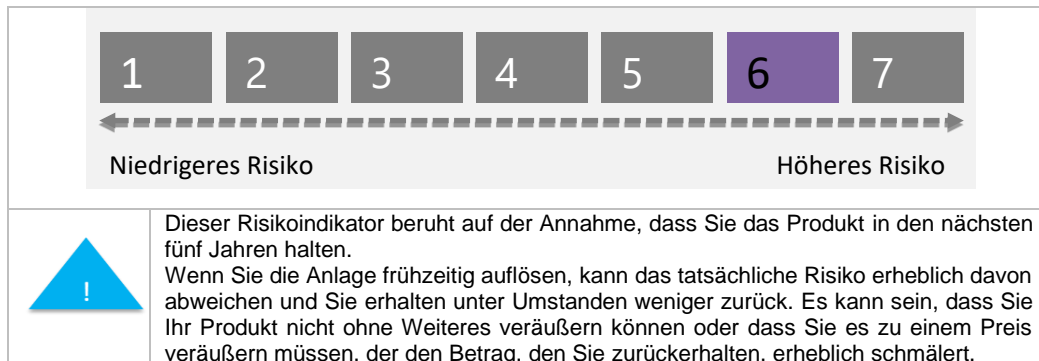 1 2 3 4 5 6 7
Niedrigeres Risiko Höheres Risiko
Dieser Risikoindikator beruht auf der Annahme, dass Sie das Produkt in den nächsten
fünf Jahren halten.
Wenn Sie die Anlage frühzeitig auflösen, kann das tatsächliche Risiko erheblich davon
abweichen und Sie erhalten unter Umstanden weniger zurück. Es kann sein, dass Sie
! Ihr Produkt nicht ohne Weiteres veräußern können oder dass Sie es zu einem Preis
veräußern müssen, der den Betrag, den Sie zurückerhalten, erheblich schmälert.